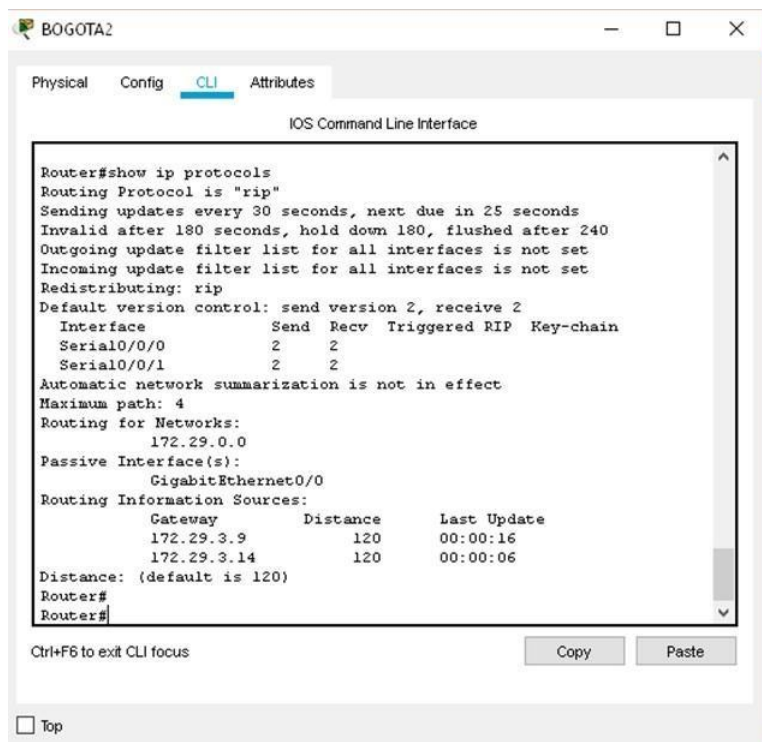 BOGOTA2
Physical Config CLI Attributes
IOS Command Line Interface
Router#show ip protocols
Routing Protocol is "rip"
Sending updates every 30 seconds, next due in 25 seconds
Invalid after 180 seconds, hold down 180, flushed after 240
Outgoing update filter list for all interfaces is not set
Incoming update filter list for all interfaces is not set
Redistributing: rip
Default version control: send version 2, receive 2
Interface Send Recv Triggered RIP Key-chain
Serial0/0/0 2 2
Serial0/0/1 2 2
Automatic network summarization is not in effect
Maximum path: 4
Routing for Networks:
172.29.0.0
Passive Interface(s):
GigabitEthernet0/0
Routing Information Sources:
Gateway Distance Last Update
172.29.3.9 120 00:00:16
172.29.3.14 120 00:00:06
Distance: (default is 120)
Router#
Router#
Ctrl+F6 to exit CLI focus Copy Paste
Top